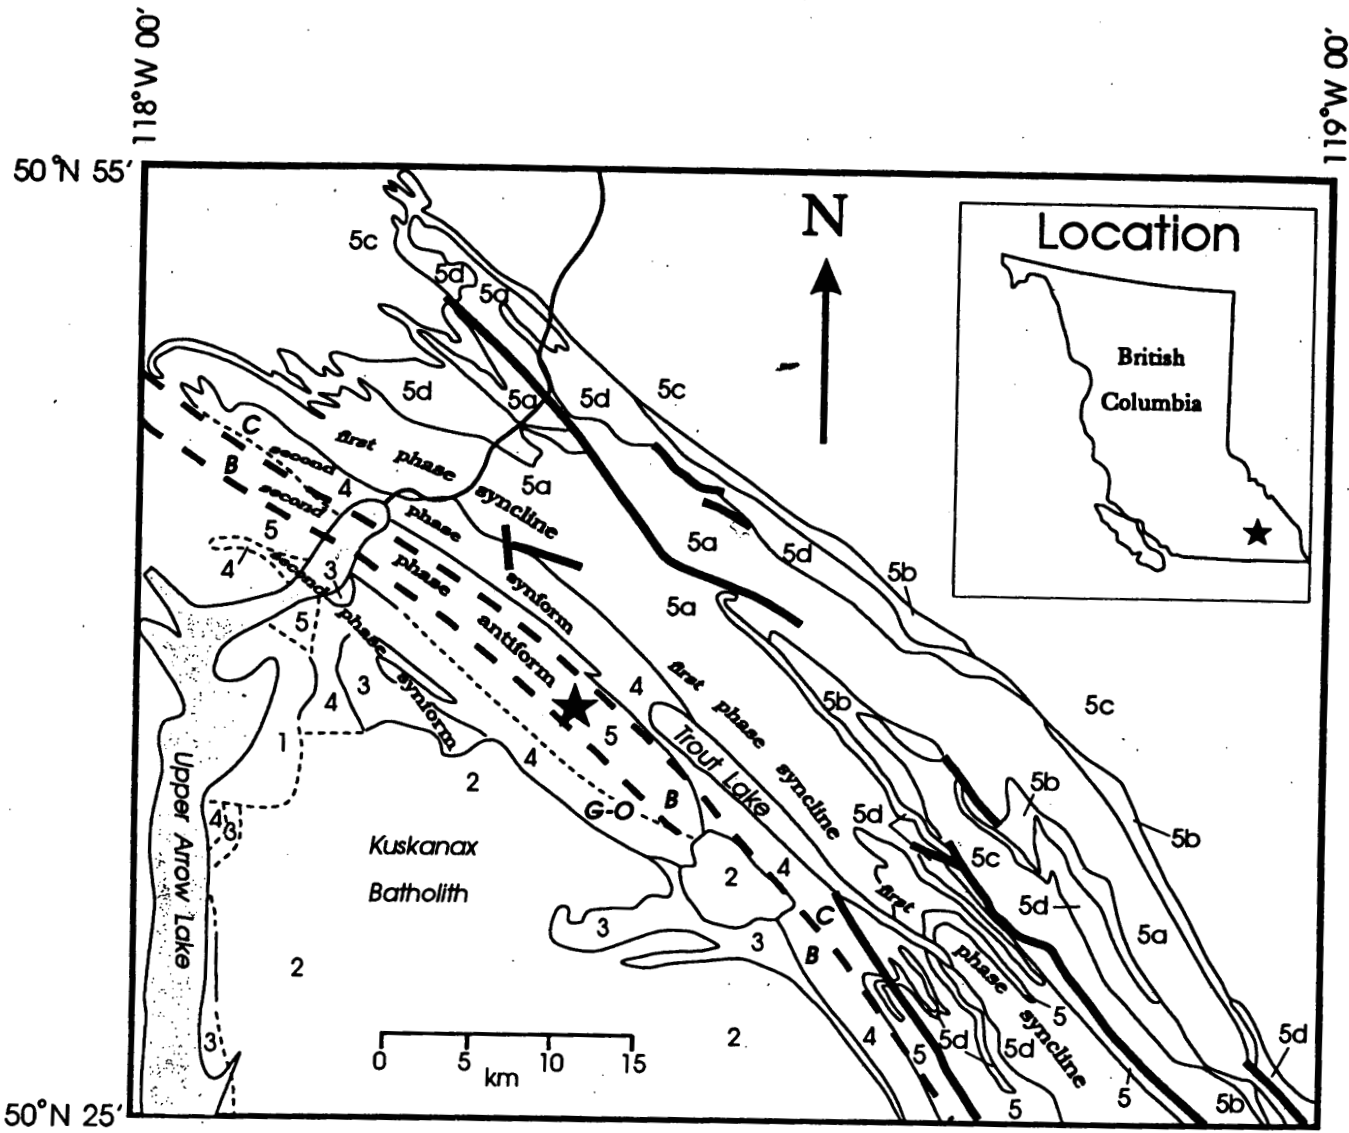 118°W 00'
119°W 00'
50°N 55'
N
Location
British
Columbia
5c
5d
5d
5d
5a
5d
5c
C
first phase syncline
second phase synform
B
second phase antiform
4
5a
5
4
3
second phase synform
5
5a
5d
5b
5a
4
3
4
5
1
2
4
first phase syncline
Trout Lake
5b
5c
5b
5b
Upper Arrow Lake
G-O
B
5d
5c
4
3
Kuskanax
Batholith
2
4
first phase syncline
5d
5a
C
B
3
3
2
2
3
4
5
5d
5d
5
5
5
5d
5b
0 5 10 15
km
50°N 25'